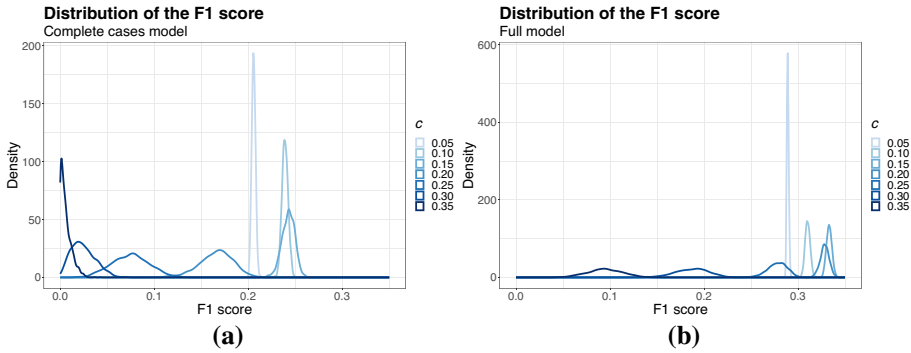 Distribution of the F1 score
Complete cases model
200
150
100
50
0
Density
0.0
0.1
0.2
0.3
F1 score
c
0.05
0.10
0.15
0.20
0.25
0.30
0.35
(a)
Distribution of the F1 score
Full model
600
400
200
0
Density
0.0
0.1
0.2
0.3
F1 score
c
0.05
0.10
0.15
0.20
0.25
0.30
0.35
(b)